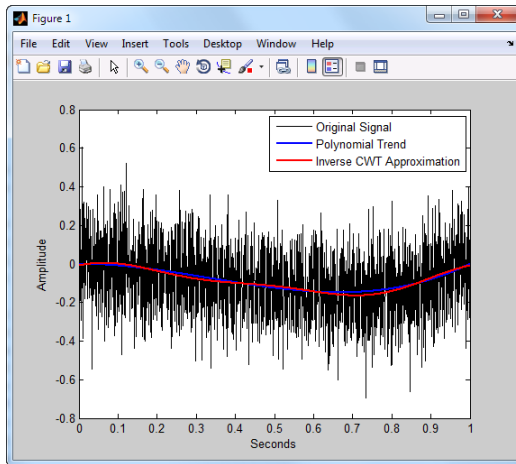 Figure 1
File Edit View Insert Tools Desktop Window Help
0.8
0.6
0.4
0.2
0
-0.2
-0.4
-0.6
-0.8
Amplitude
Original Signal
Polynomial Trend
Inverse CWT Approximation
0 0.1 0.2 0.3 0.4 0.5 0.6 0.7 0.8 0.9 1
Seconds